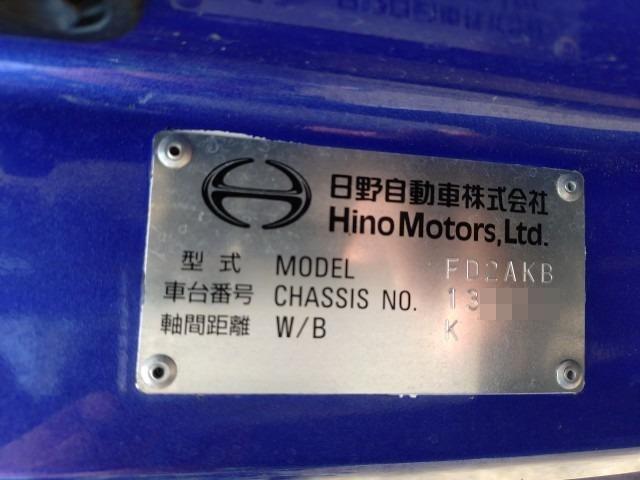 日野自動車株式会社
Hino Motors, Ltd.
型式 MODEL FD2AKB
車台番号 CHASSIS NO. 13
軸間距離 W/B K